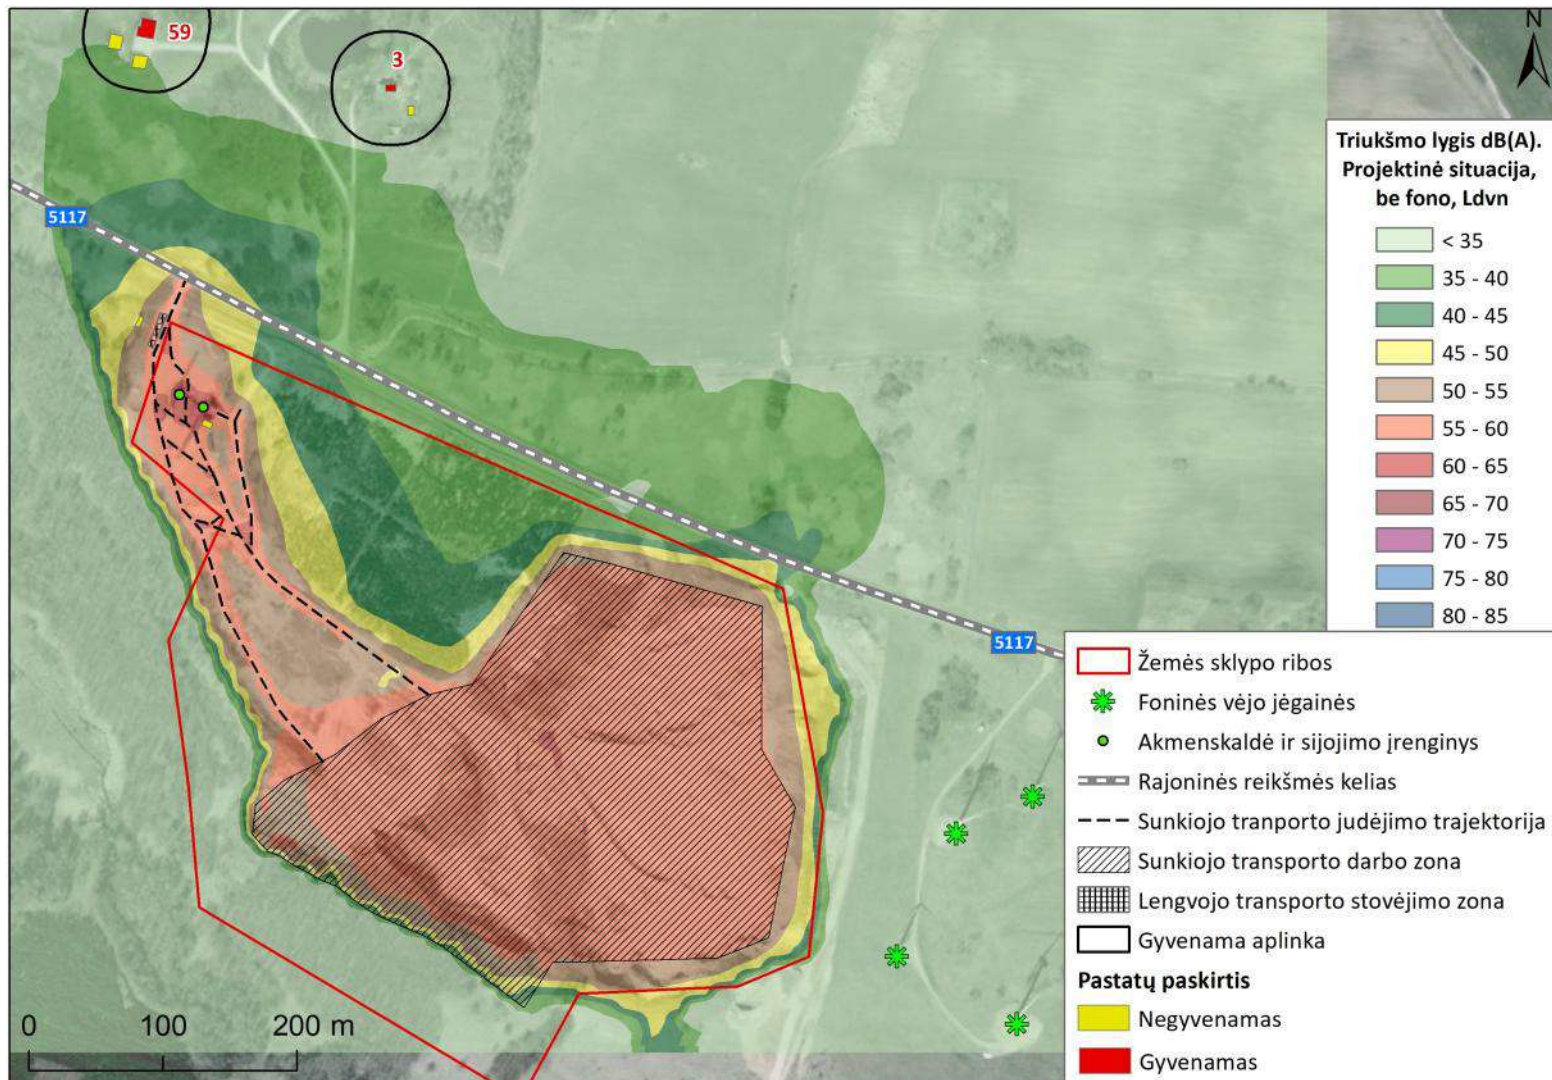 59
3
N
5117
5117
Triukšmo lygis dB(A).
Projektinė situacija,
be fono, Ldvn
< 35
35 - 40
40 - 45
45 - 50
50 - 55
55 - 60
60 - 65
65 - 70
70 - 75
75 - 80
80 - 85
Žemės sklypo ribos
Foninės vėjo jėgainės
Akmenskaldė ir sijojimo įrenginys
Rajoninės reikšmės kelias
Sunkiojo tranporto judėjimo trajektorija
Sunkiojo transporto darbo zona
Lengvojo transporto stovėjimo zona
Gyvenama aplinka
Pastatų paskirtis
Negyvenamas
Gyvenamas
0 100 200 m